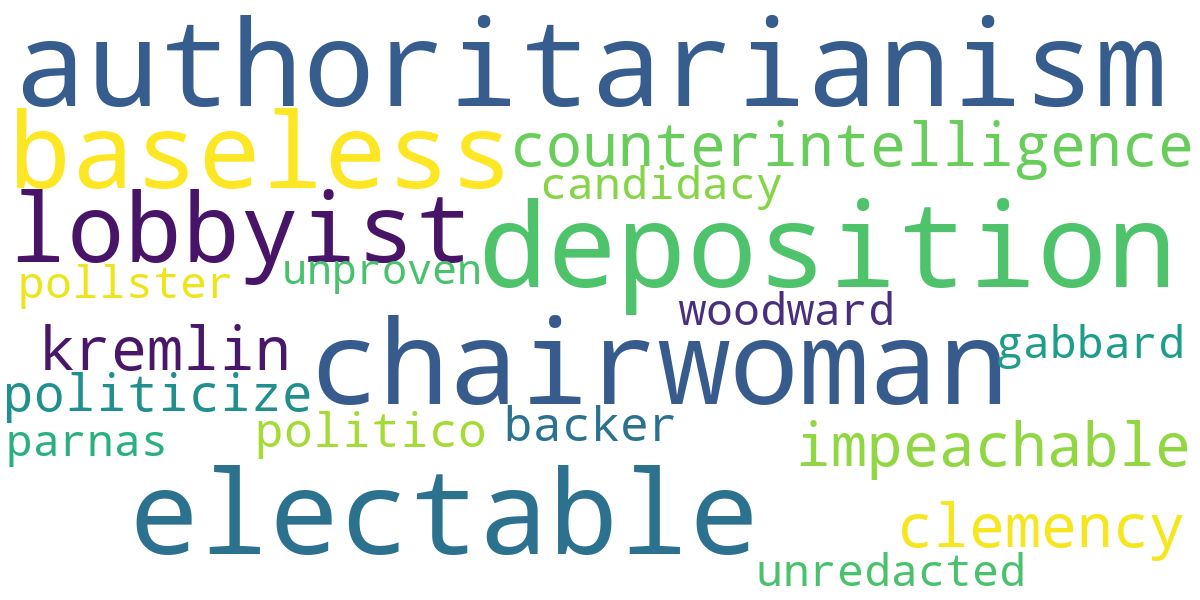 authoritarianism
baseless
counterintelligence
candidacy
lobbyist
deposition
pollster
unproven
woodward
kremlin
chairwoman
gabbard
politicize
parnas
politico
backer
impeachable
electable
clemency
unredacted